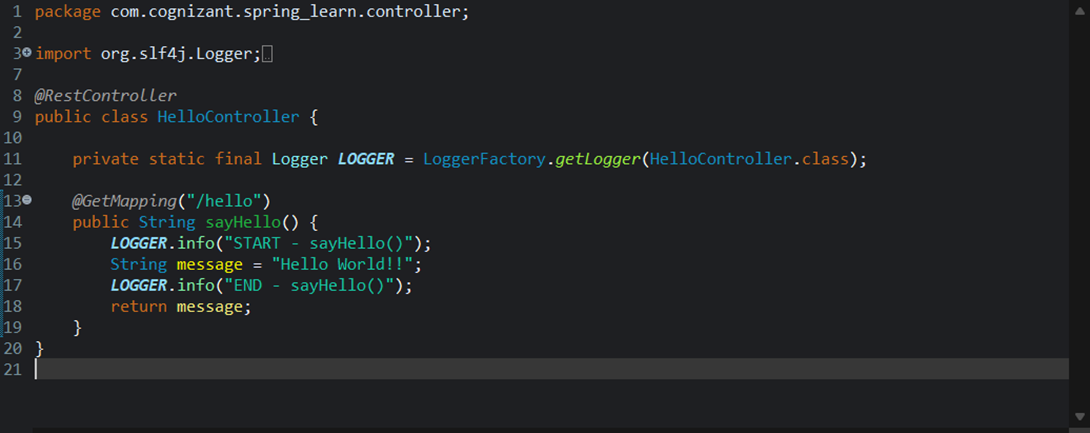 1 package com.cognizant.spring_learn.controller;
2
3 import org.slf4j.Logger;
7
8 @RestController
9 public class HelloController {
10
11     private static final Logger LOGGER = LoggerFactory.getLogger(HelloController.class);
12
13     @GetMapping("/hello")
14     public String sayHello() {
15         LOGGER.info("START - sayHello()");
16         String message = "Hello World!!";
17         LOGGER.info("END - sayHello()");
18         return message;
19     }
20 }
21